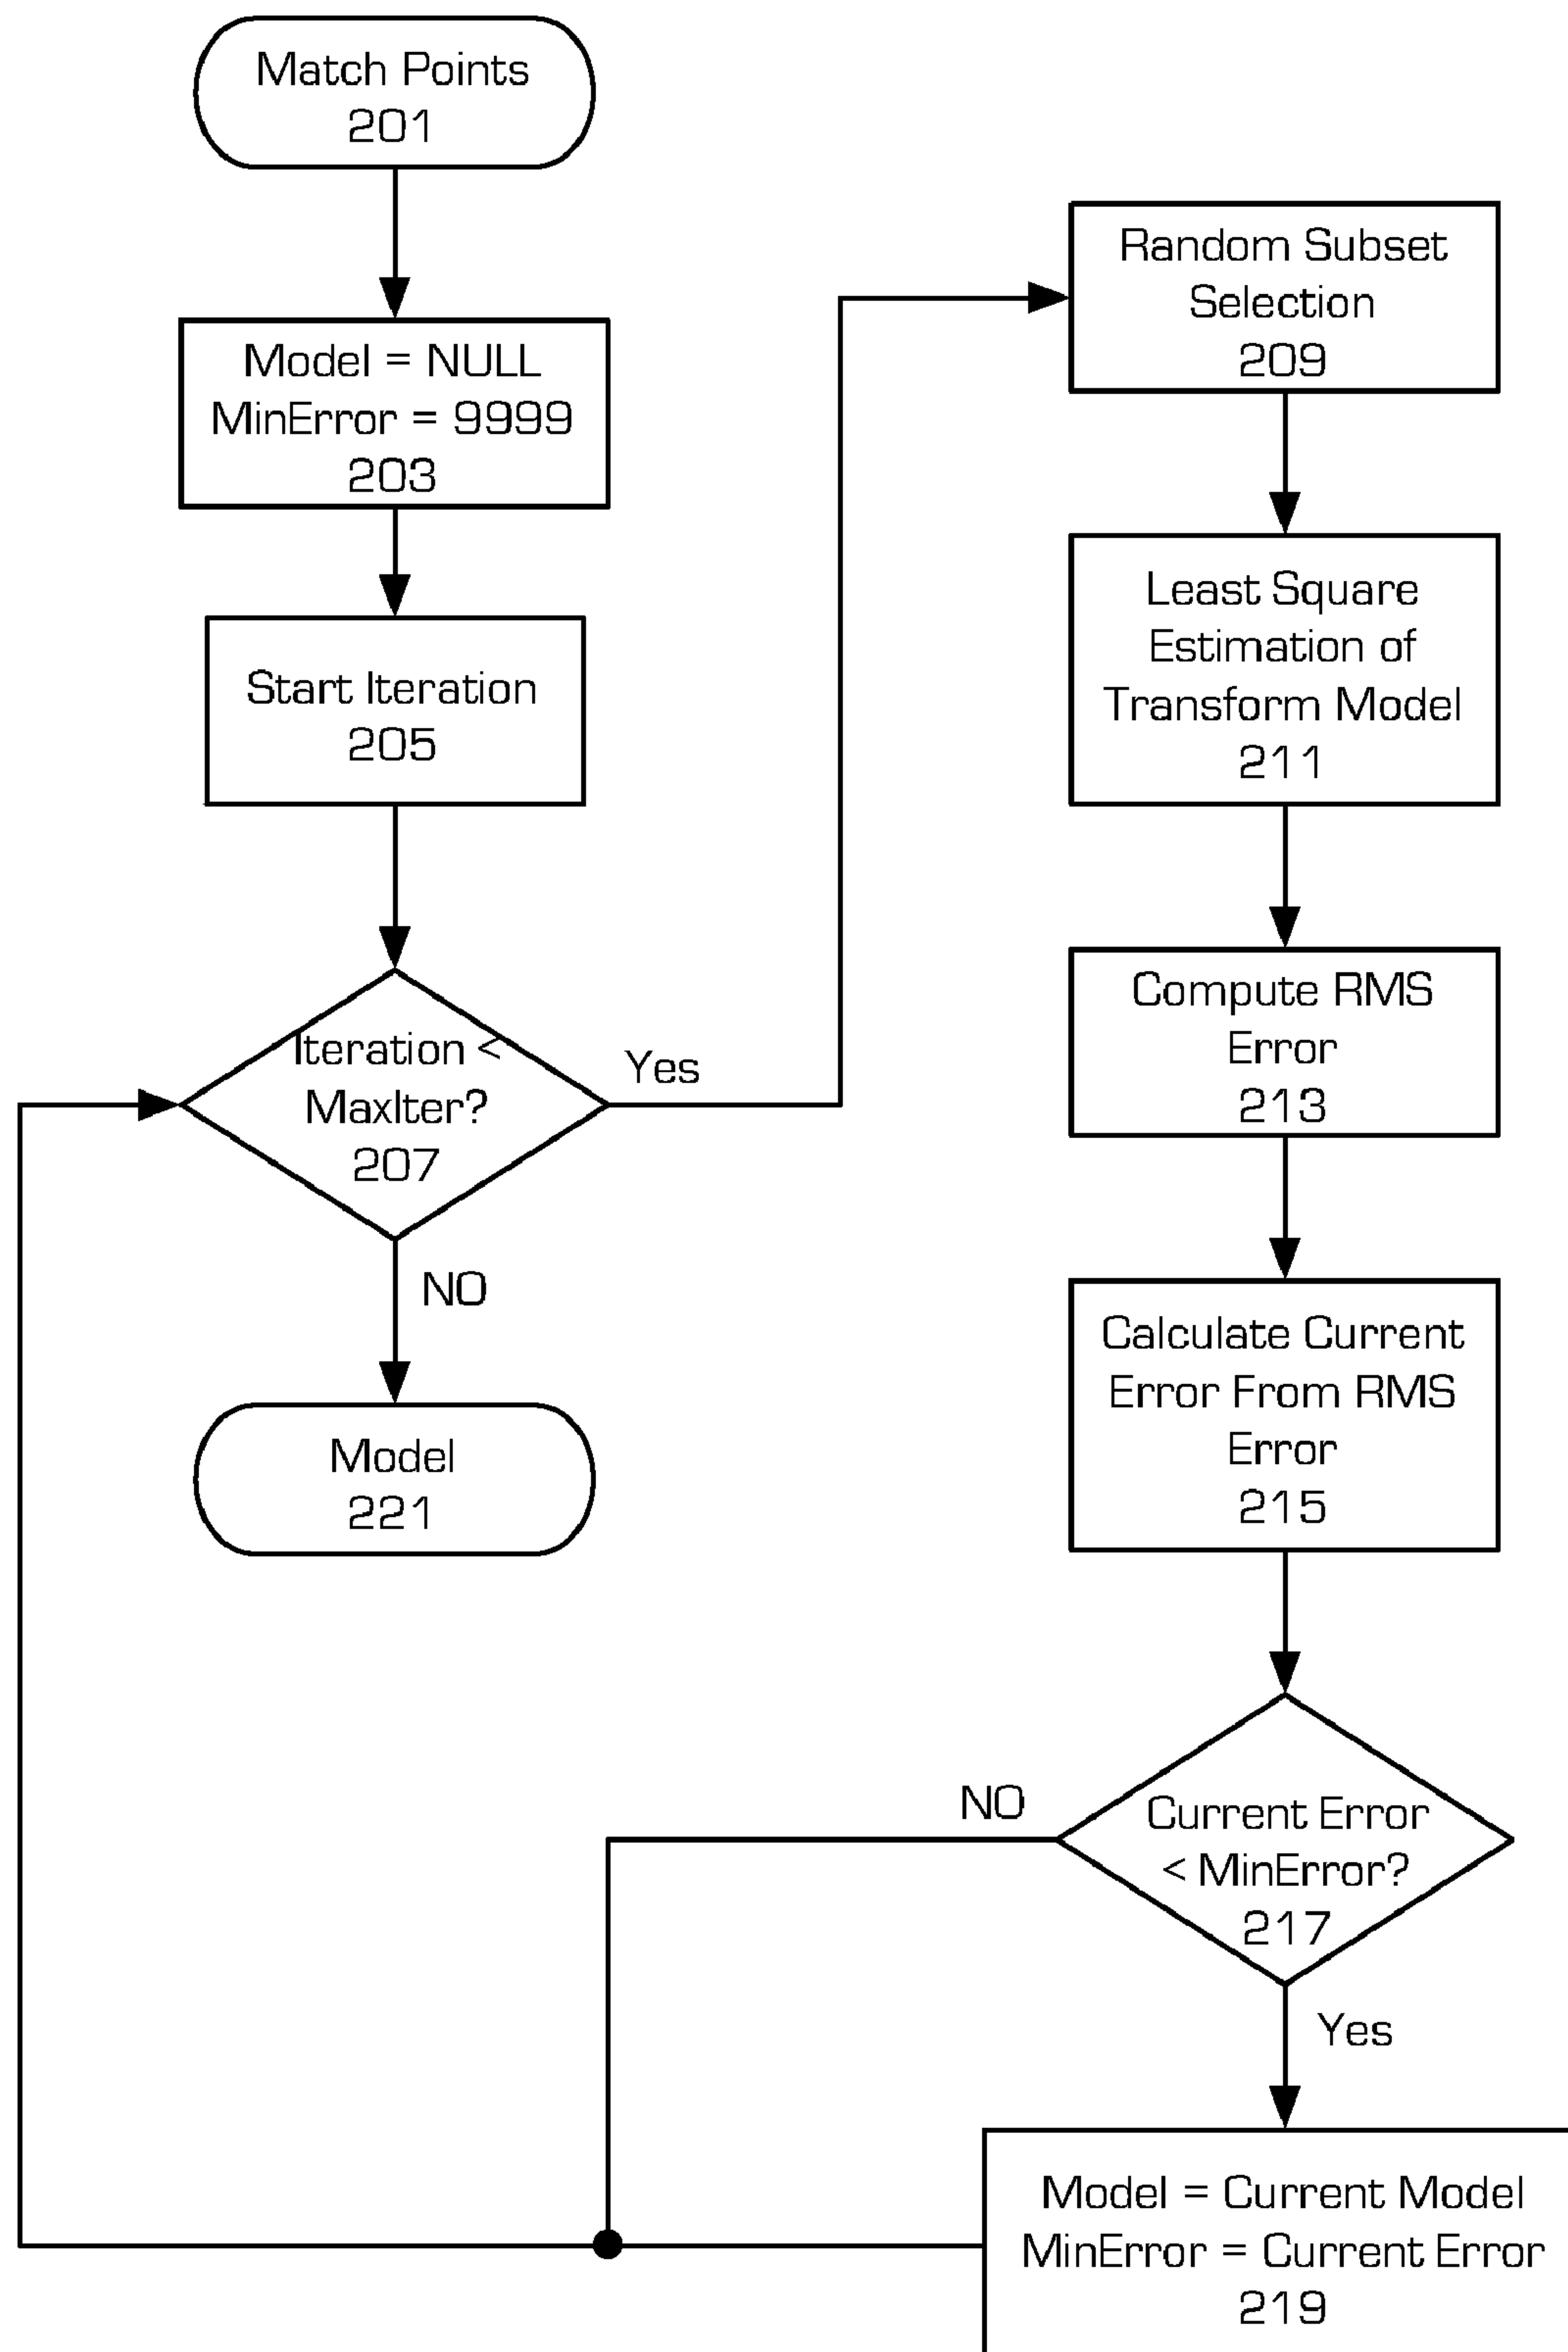 Match Points
201
Model = NULL
MinError = 9999
203
Start Iteration
205
Iteration <
MaxIter?
207
Yes
NO
Model
221
Random Subset
Selection
209
Least Square
Estimation of
Transform Model
211
Compute RMS
Error
213
Calculate Current
Error From RMS
Error
215
Current Error
< MinError?
217
NO
Yes
Model = Current Model
MinError = Current Error
219